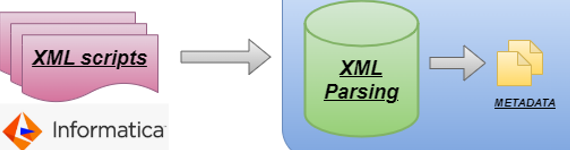 XML scripts
XML
Parsing
METADATA
Informatica